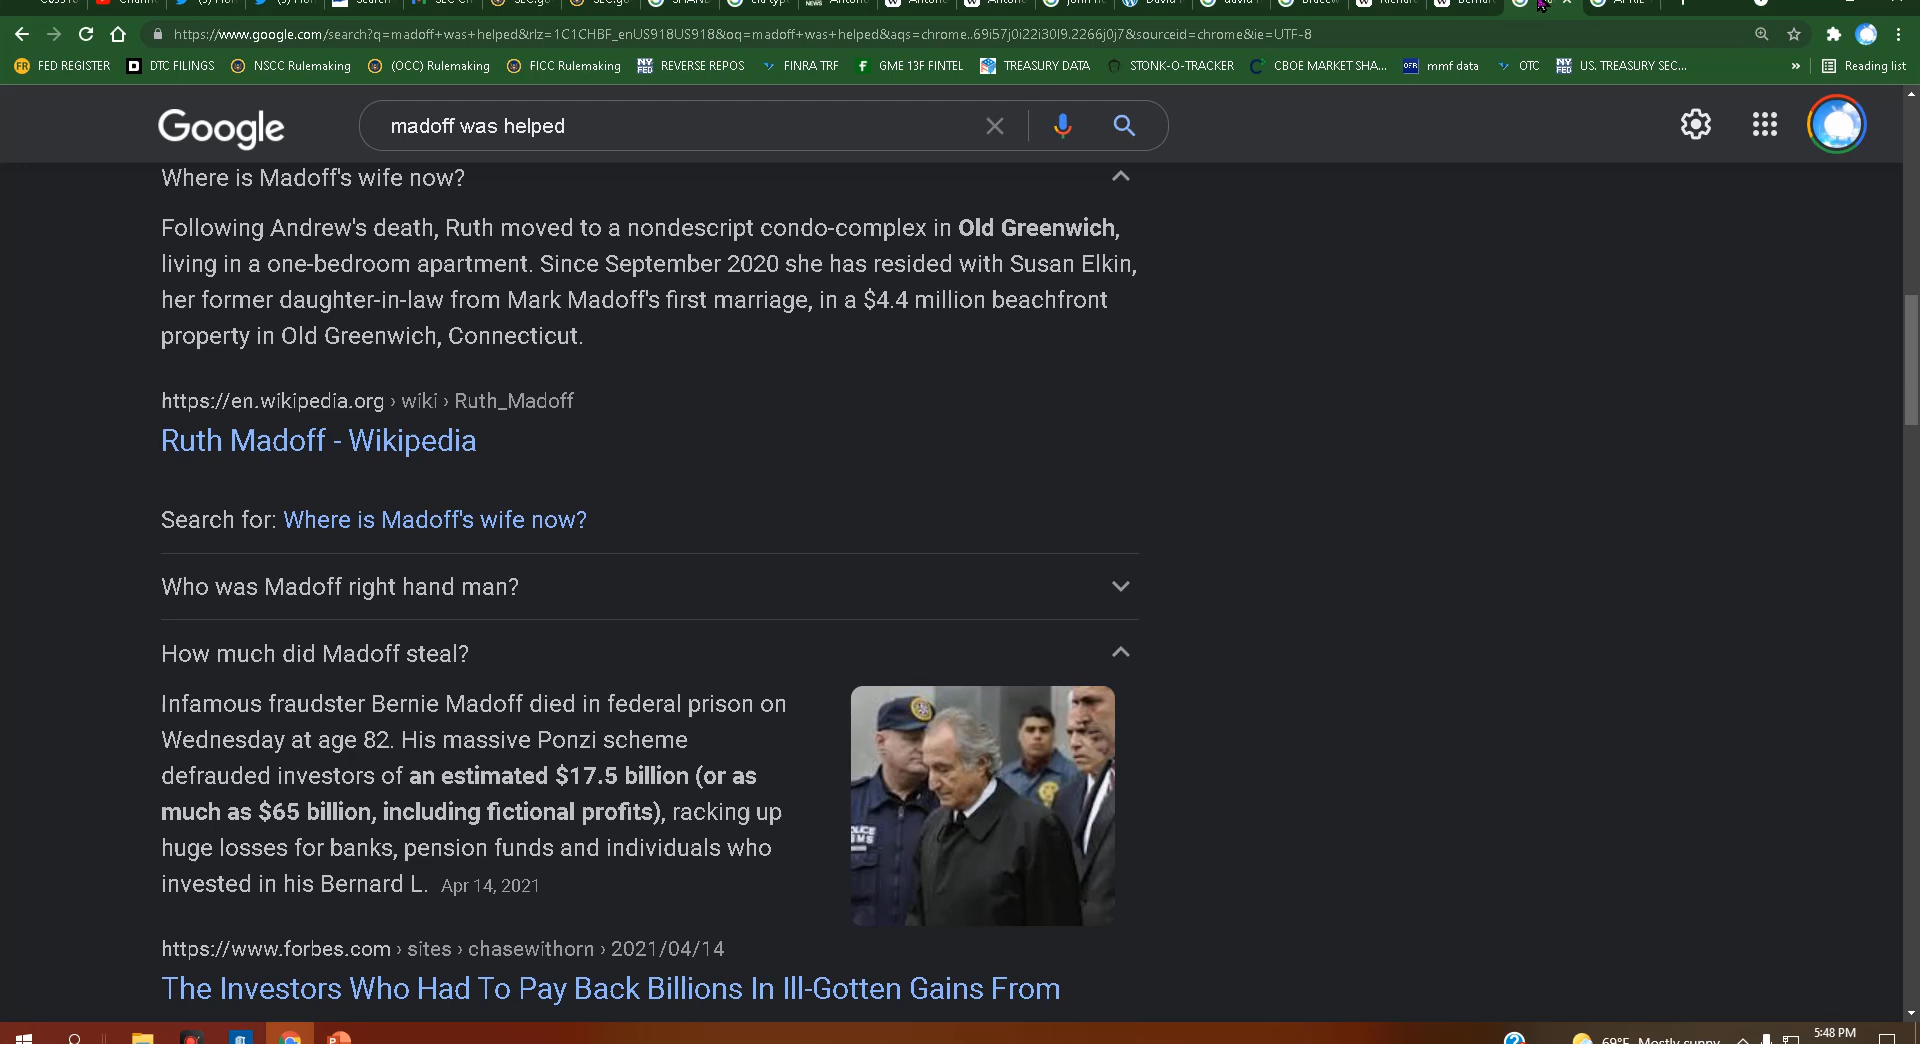 https://www.google.com/search?q=madoff+was+helped&rlz=1C1CHBF_enUS918US918&oq=madoff+was+helped&aqs=chrome..69i57j0i22i30l9.2266j0j7&sourceid=chrome&ie=UTF-8
FR FED REGISTER DTC FILINGS NSCC Rulemaking (OCC) Rulemaking FICC Rulemaking NY FED REVERSE REPOS FINRA TRF GME 13F FINTEL TREASURY DATA STONK-O-TRACKER CBOE MARKET SHA... OFR mmf data OTC NY FED US. TREASURY SEC... » Reading list
Google madoff was helped
Where is Madoff's wife now?
Following Andrew's death, Ruth moved to a nondescript condo-complex in Old Greenwich,
living in a one-bedroom apartment. Since September 2020 she has resided with Susan Elkin,
her former daughter-in-law from Mark Madoff's first marriage, in a $4.4 million beachfront
property in Old Greenwich, Connecticut.
https://en.wikipedia.org › wiki › Ruth_Madoff
Ruth Madoff - Wikipedia
Search for: Where is Madoff's wife now?
Who was Madoff right hand man?
How much did Madoff steal?
Infamous fraudster Bernie Madoff died in federal prison on
Wednesday at age 82. His massive Ponzi scheme
defrauded investors of an estimated $17.5 billion (or as
much as $65 billion, including fictional profits), racking up
huge losses for banks, pension funds and individuals who
invested in his Bernard L. Apr 14, 2021
https://www.forbes.com › sites › chasewithorn › 2021/04/14
The Investors Who Had To Pay Back Billions In Ill-Gotten Gains From
69°F Mostly sunny 5:48 PM